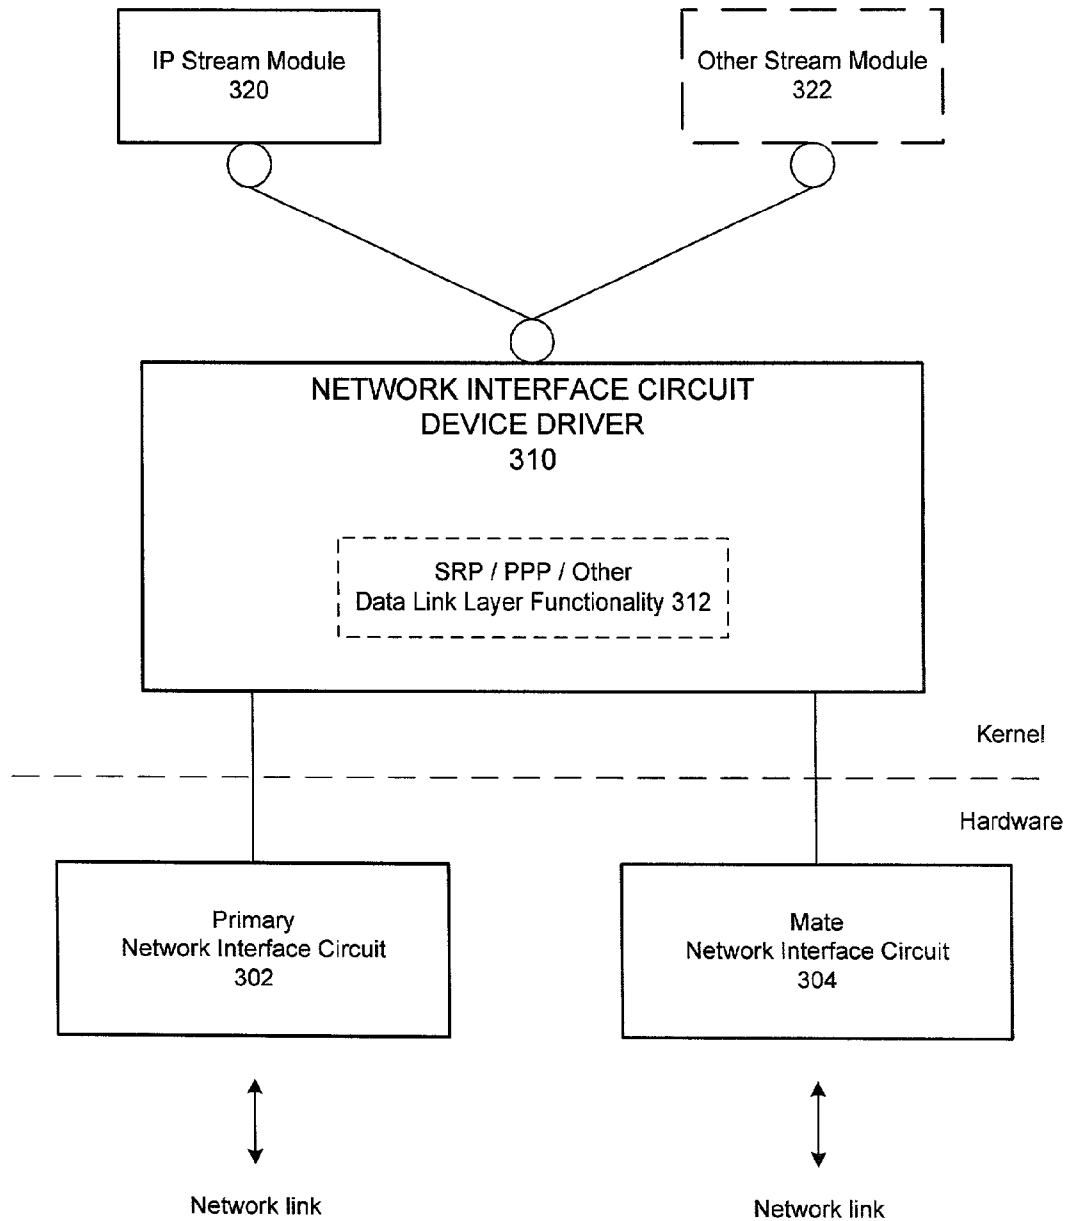 IP Stream Module
320
Other Stream Module
322
NETWORK INTERFACE CIRCUIT
DEVICE DRIVER
310
SRP / PPP / Other
Data Link Layer Functionality 312
Kernel
Hardware
Primary
Network Interface Circuit
302
Mate
Network Interface Circuit
304
Network link
Network link